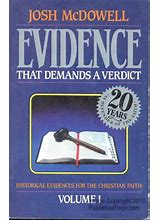 JOSH McDOWELL
EVIDENCE
THAT DEMANDS A VERDICT
20
YEARS
HISTORICAL EVIDENCES FOR THE CHRISTIAN FAITH
VOLUME I